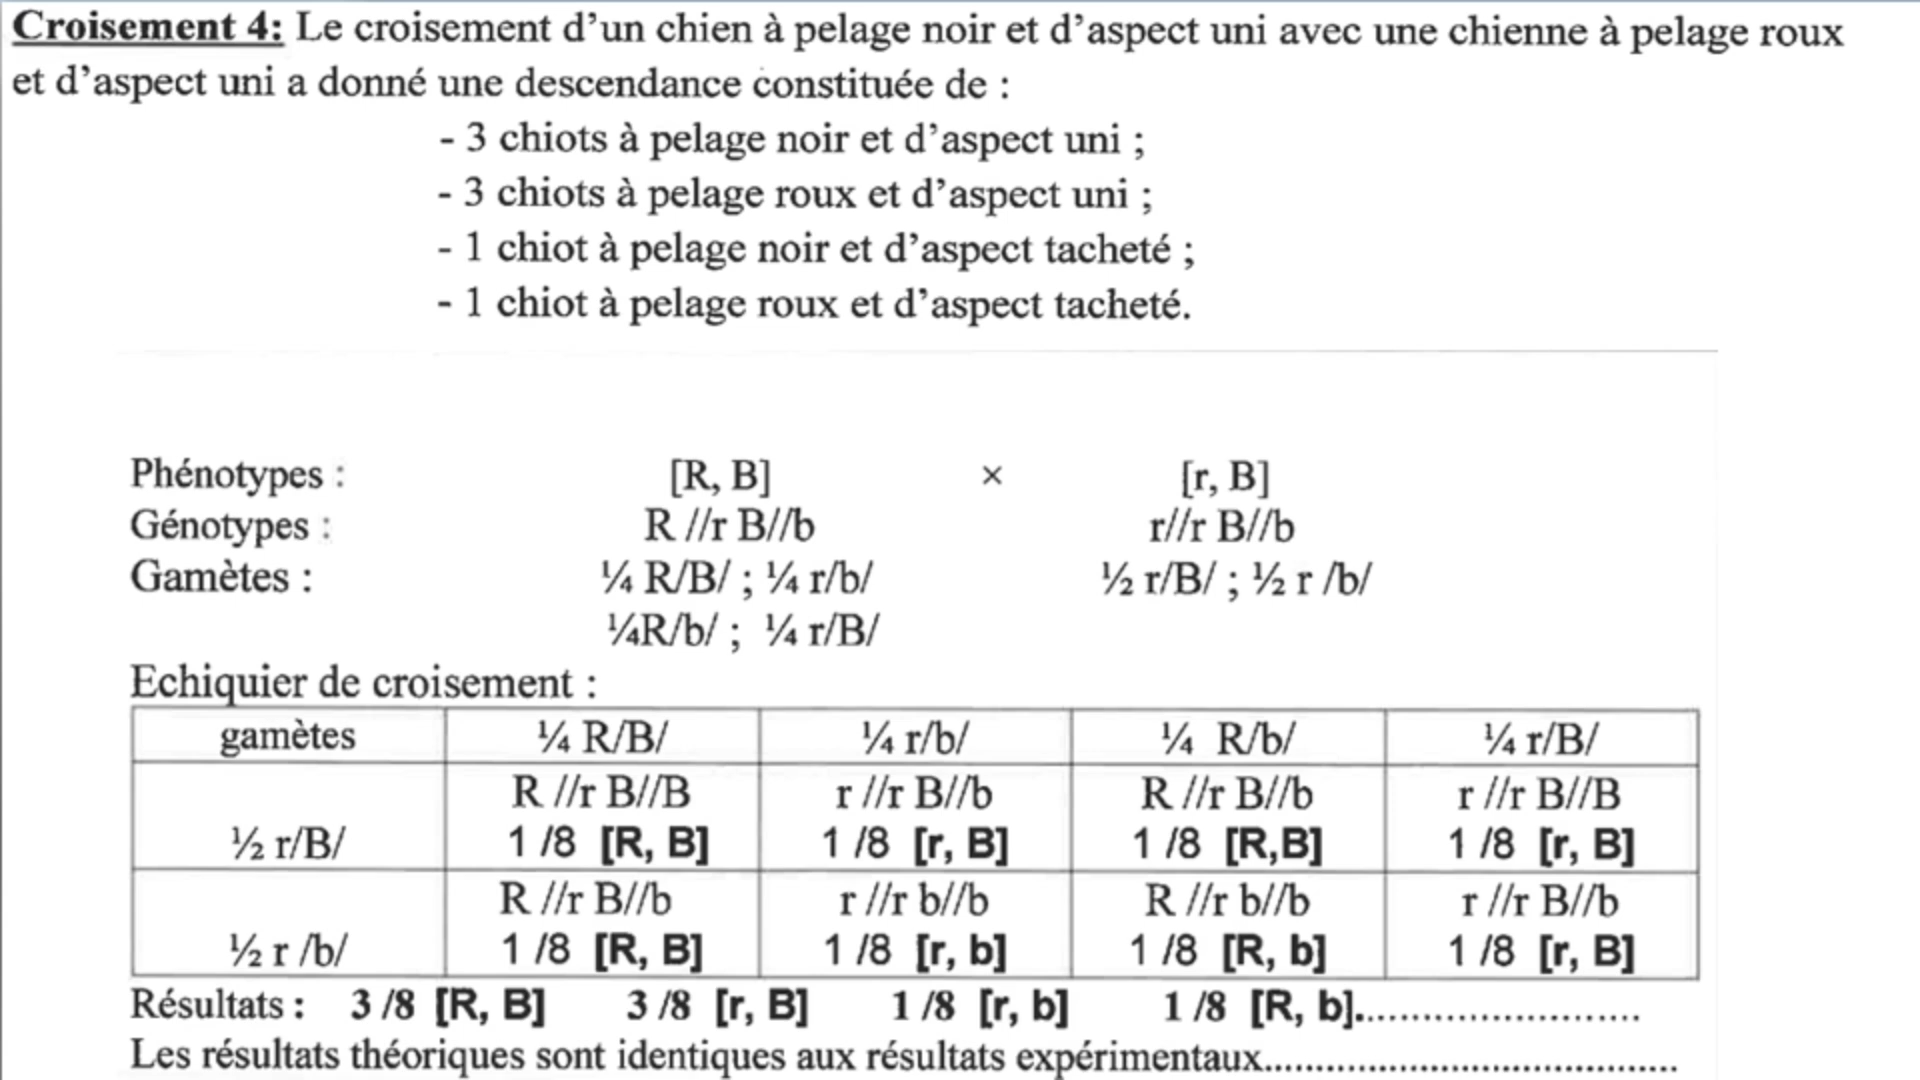 Croisement 4: Le croisement d'un chien à pelage noir et d'aspect uni avec une chienne à pelage roux
et d'aspect uni a donné une descendance constituée de :
- 3 chiots à pelage noir et d'aspect uni ;
- 3 chiots à pelage roux et d'aspect uni ;
- 1 chiot à pelage noir et d'aspect tacheté ;
- 1 chiot à pelage roux et d'aspect tacheté.
Phénotypes : [R, B] × [r, B]
Génotypes : R //r B//b r//r B//b
Gamètes : ¼ R/B/ ; ¼ r/b/ ½ r/B/ ; ½ r /b/
¼R/b/ ; ¼ r/B/
Echiquier de croisement :
gamètes ¼ R/B/ ¼ r/b/ ¼ R/b/ ¼ r/B/
R //r B//B r //r B//b R //r B//b r //r B//B
½ r/B/ 1 /8 [R, B] 1 /8 [r, B] 1 /8 [R,B] 1 /8 [r, B]
R //r B//b r //r b//b R //r b//b r //r B//b
½ r /b/ 1 /8 [R, B] 1 /8 [r, b] 1 /8 [R, b] 1 /8 [r, B]
Résultats : 3 /8 [R, B] 3 /8 [r, B] 1 /8 [r, b] 1 /8 [R, b].........................
Les résultats théoriques sont identiques aux résultats expérimentaux.......................................